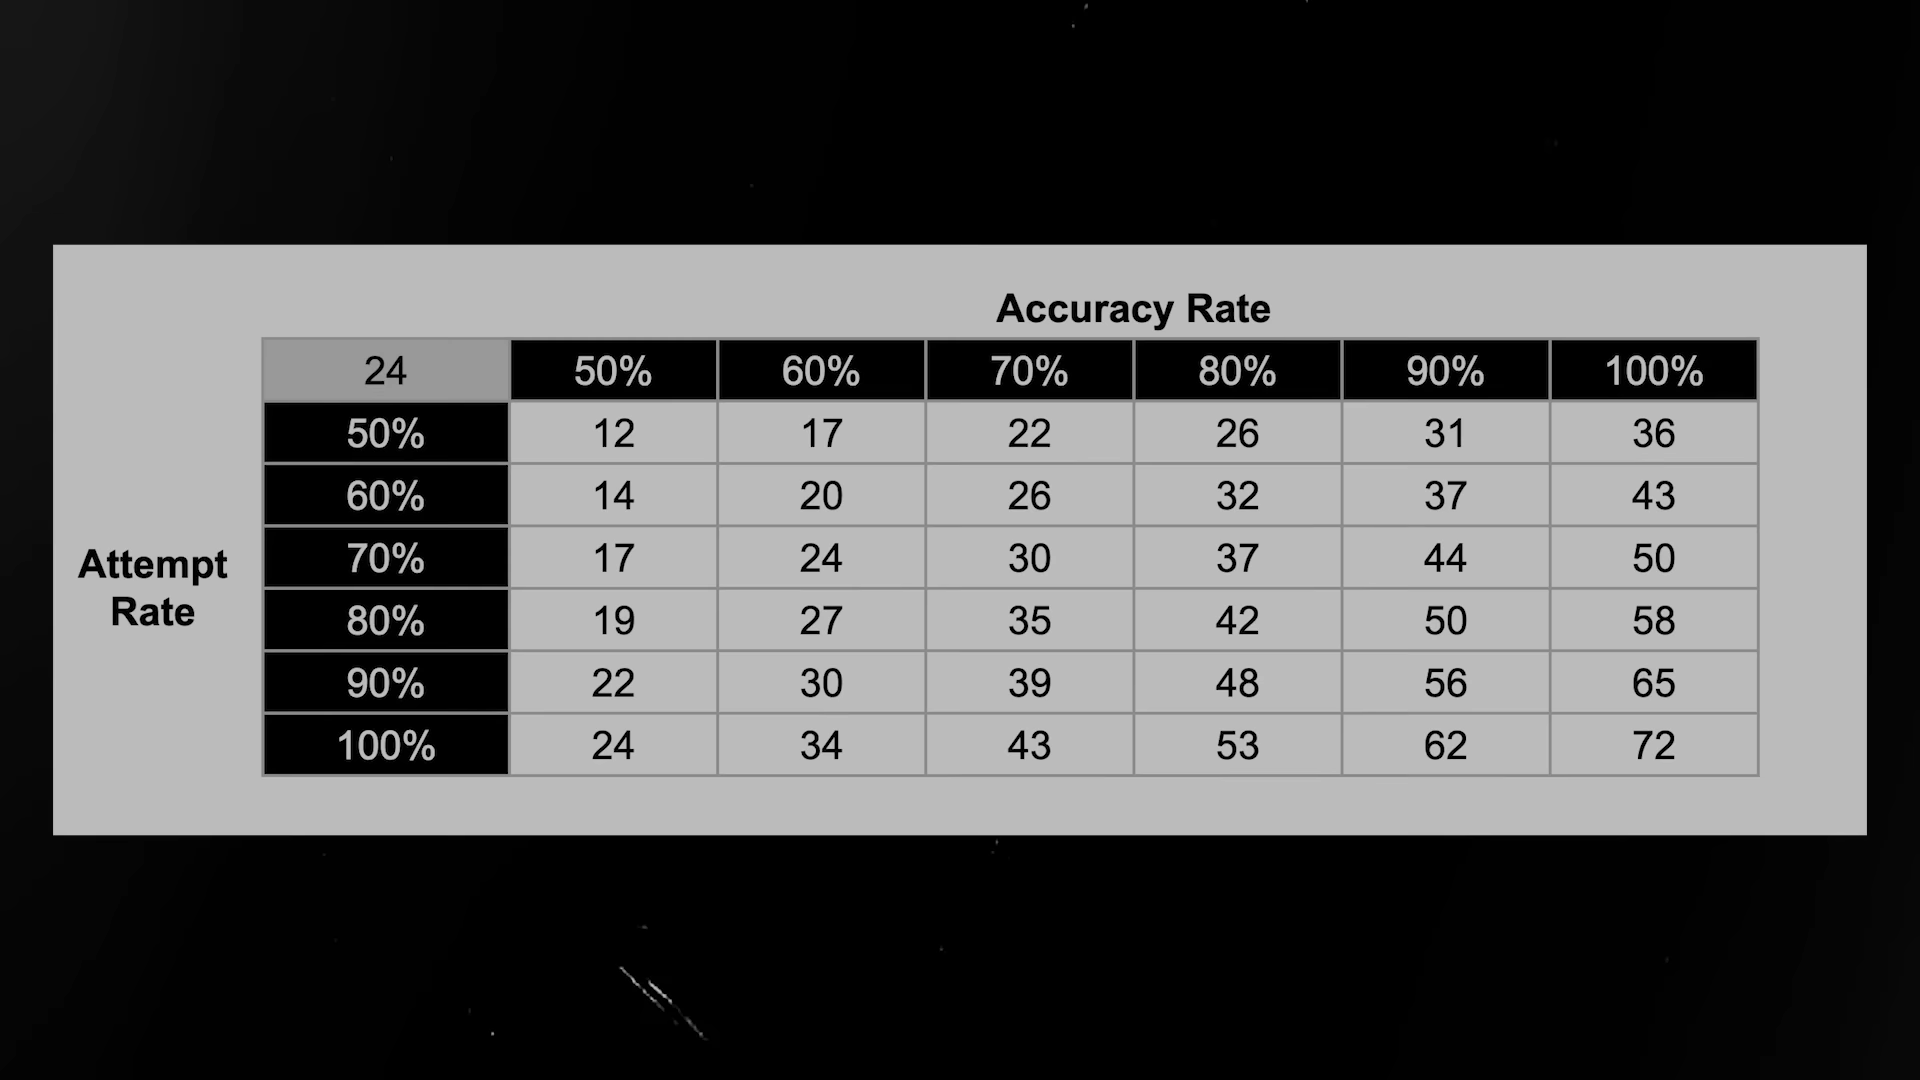 Accuracy Rate
24 50% 60% 70% 80% 90% 100%
50% 12 17 22 26 31 36
60% 14 20 26 32 37 43
Attempt Rate
70% 17 24 30 37 44 50
80% 19 27 35 42 50 58
90% 22 30 39 48 56 65
100% 24 34 43 53 62 72